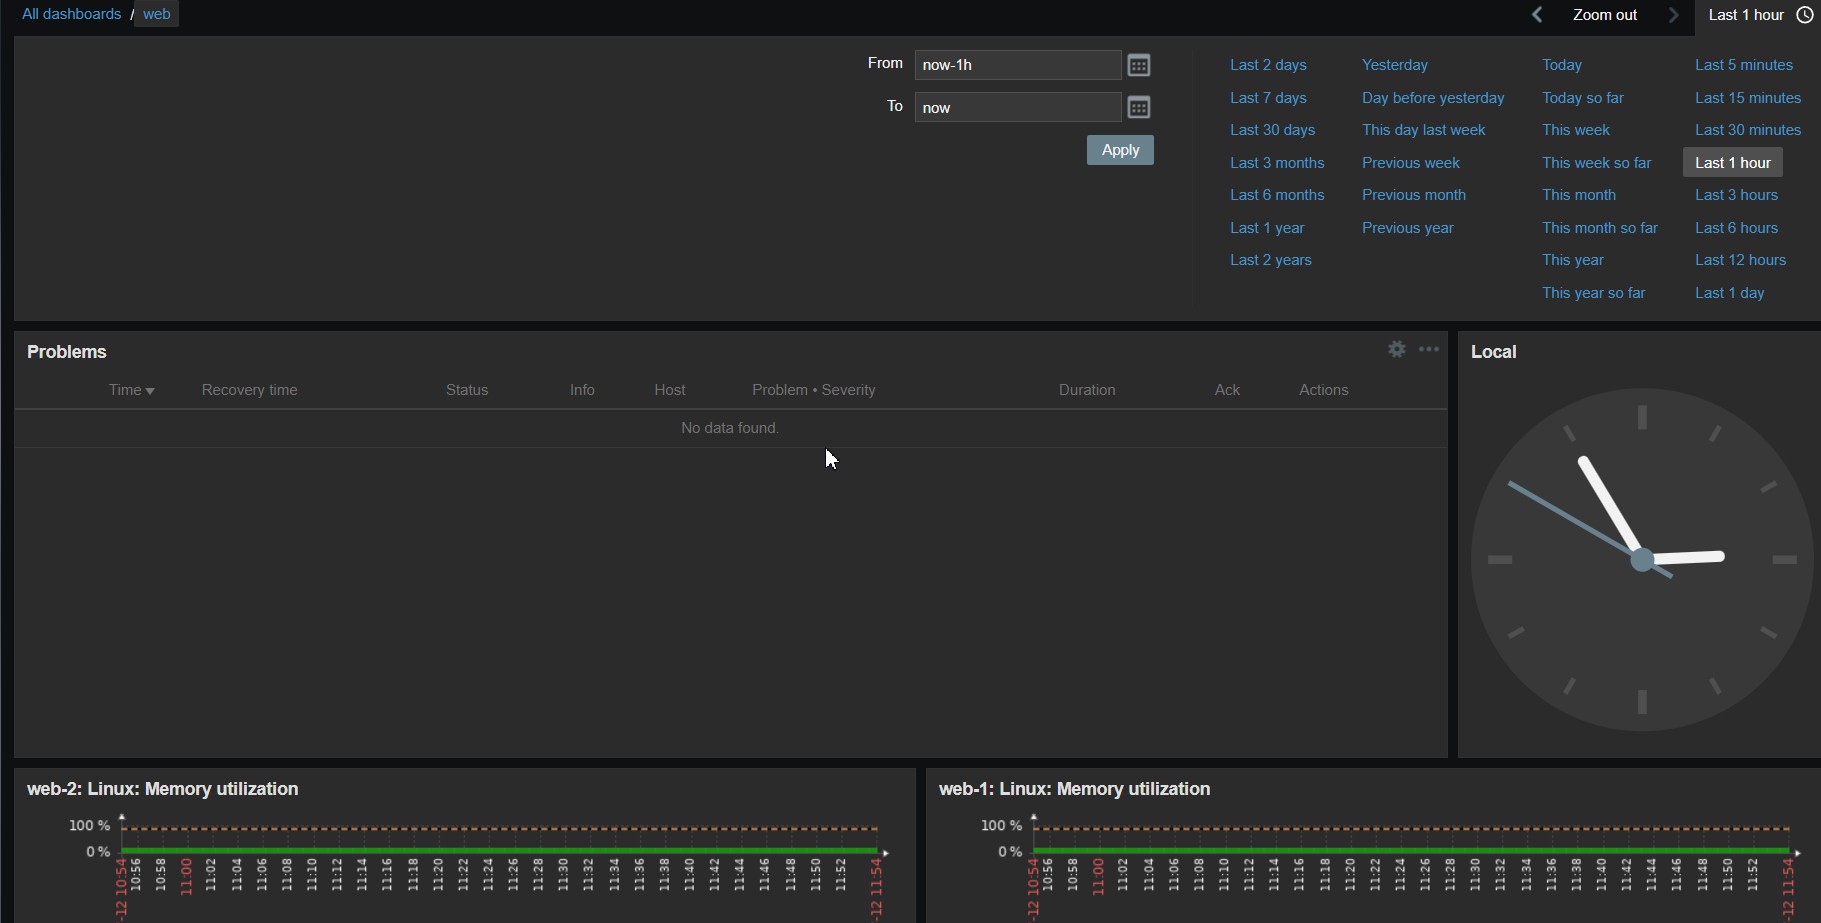 All dashboards / web
Zoom out
Last 1 hour
From now-1h
To now
Apply
Last 2 days Yesterday Today Last 5 minutes
Last 7 days Day before yesterday Today so far Last 15 minutes
Last 30 days This day last week This week Last 30 minutes
Last 3 months Previous week This week so far Last 1 hour
Last 6 months Previous month This month Last 3 hours
Last 1 year Previous year This month so far Last 6 hours
Last 2 years This year Last 12 hours
This year so far Last 1 day
Problems
Local
Time Recovery time Status Info Host Problem • Severity Duration Ack Actions
No data found.
web-2: Linux: Memory utilization
100 %
0 %
-12 10:54 10:56 10:58 11:00 11:02 11:04 11:06 11:08 11:10 11:12 11:14 11:16 11:18 11:20 11:22 11:24 11:26 11:28 11:30 11:32 11:34 11:36 11:38 11:40 11:42 11:44 11:46 11:48 11:50 11:52 -12 11:54
web-1: Linux: Memory utilization
100 %
0 %
-12 10:54 10:56 10:58 11:00 11:02 11:04 11:06 11:08 11:10 11:12 11:14 11:16 11:18 11:20 11:22 11:24 11:26 11:28 11:30 11:32 11:34 11:36 11:38 11:40 11:42 11:44 11:46 11:48 11:50 11:52 -12 11:54